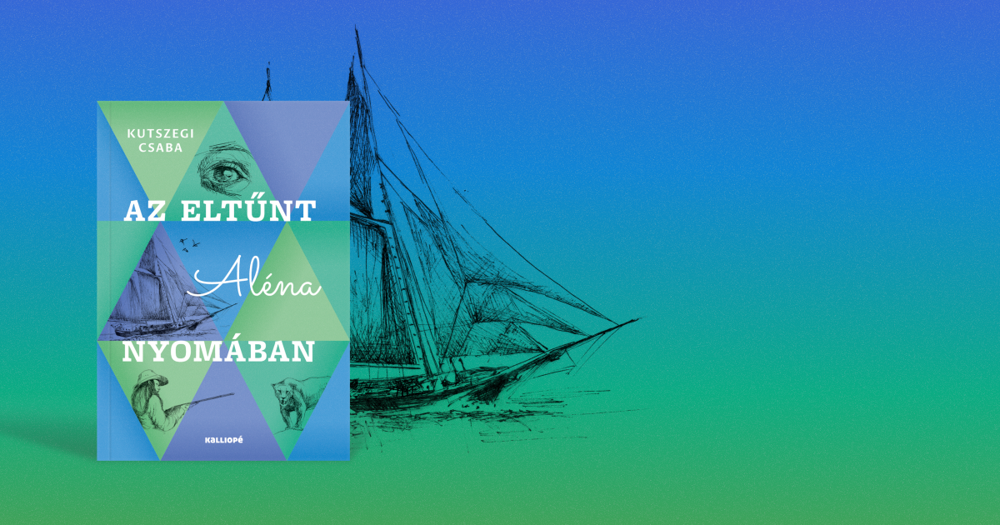 KUTSZEGI
CSABA
AZ ELTŰNT
Aléna
NYOMÁBAN
KALLIOPÉ